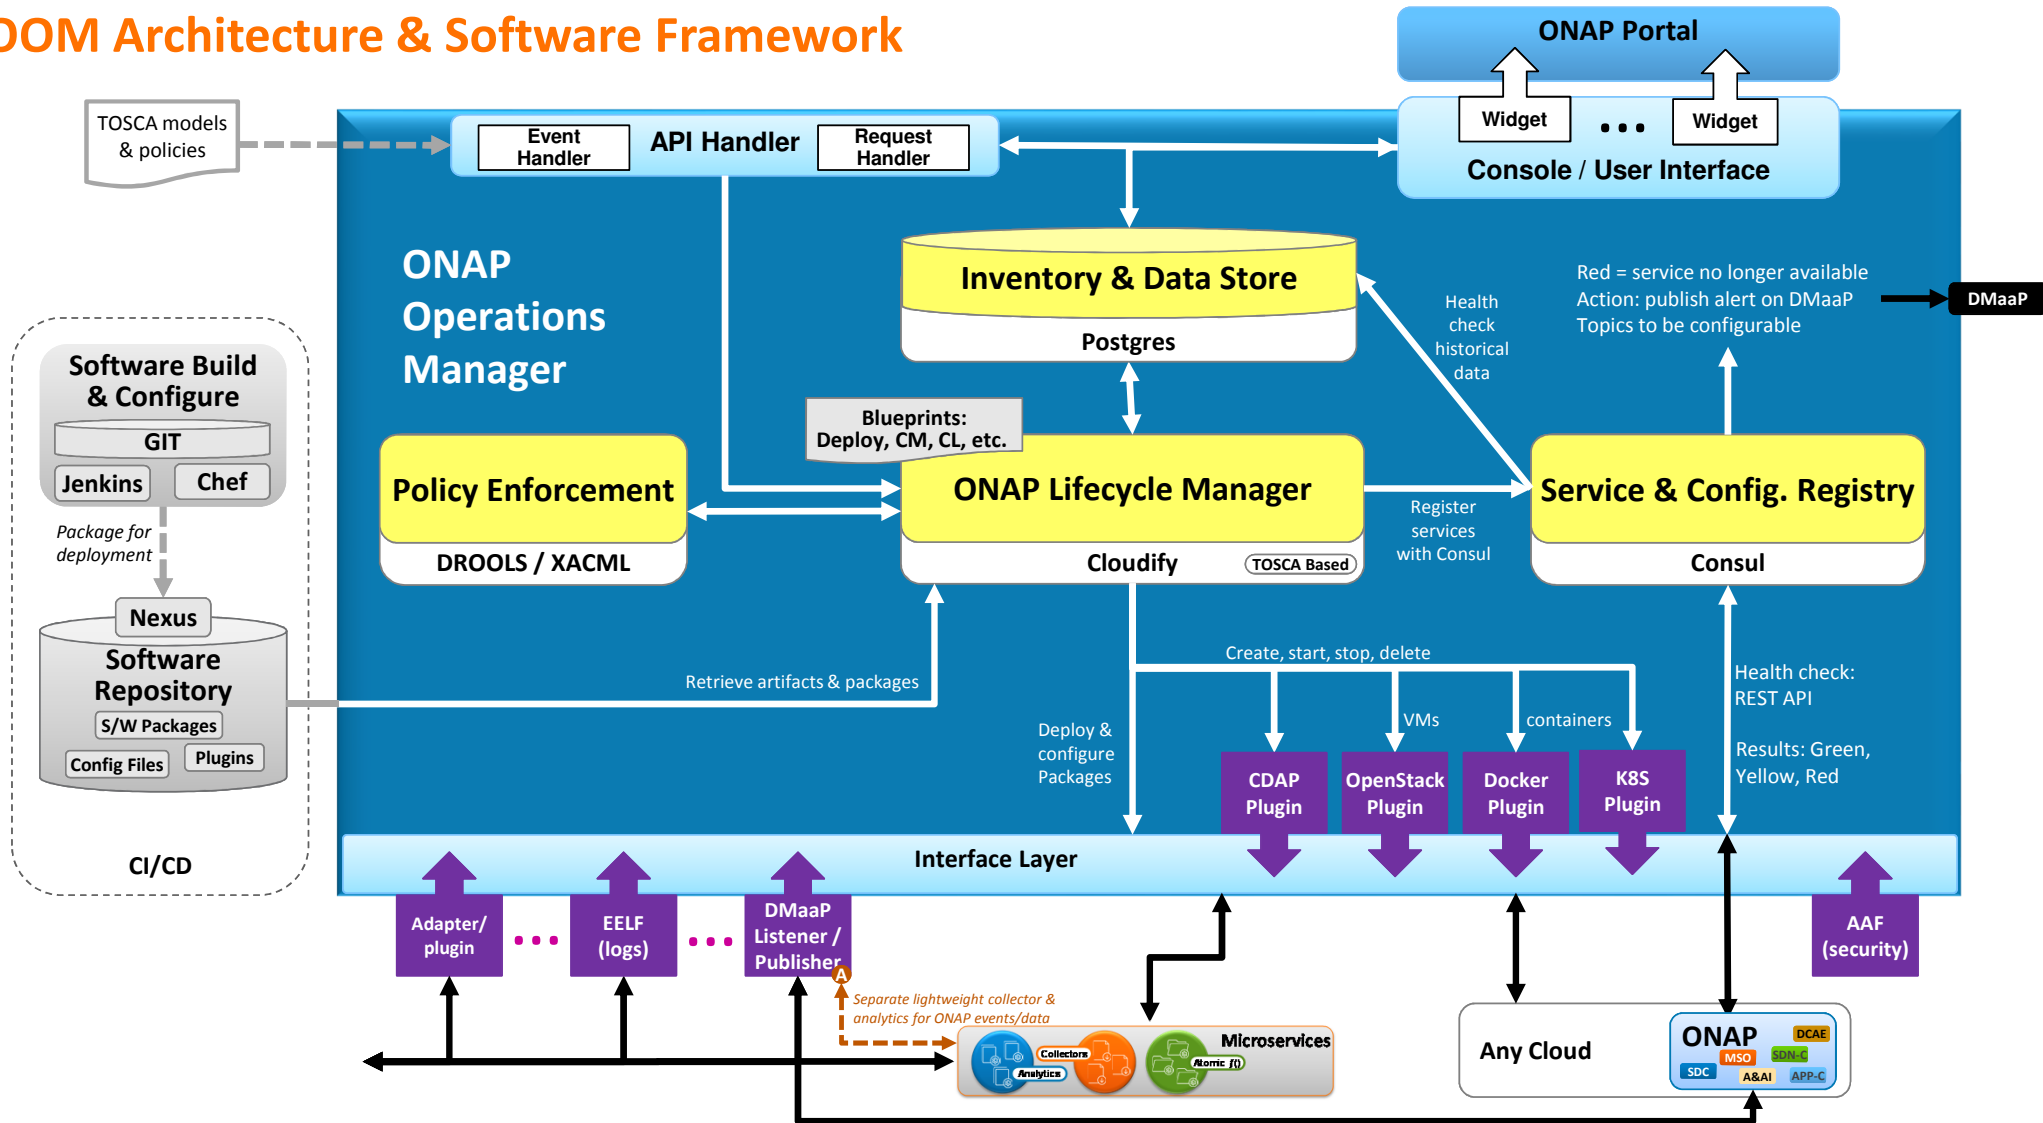 OOM Architecture & Software Framework
ONAP Portal
Widget
...
Widget
Console / User Interface
TOSCA models
& policies
Event
Handler
API Handler
Request
Handler
ONAP
Operations
Manager
Inventory & Data Store
Postgres
Health
check
historical
data
Red = service no longer available
Action: publish alert on DMaaP
Topics to be configurable
DMaaP
Software Build
& Configure
GIT
Jenkins
Chef
Package for
deployment
Nexus
Software
Repository
S/W Packages
Config Files
Plugins
CI/CD
Blueprints:
Deploy, CM, CL, etc.
Policy Enforcement
DROOLS / XACML
ONAP Lifecycle Manager
Cloudify
TOSCA Based
Register
services
with Consul
Service & Config. Registry
Consul
Retrieve artifacts & packages
Create, start, stop, delete
Deploy &
configure
Packages
VMs
containers
Health check:
REST API
Results: Green,
Yellow, Red
CDAP
Plugin
OpenStack
Plugin
Docker
Plugin
K8S
Plugin
Interface Layer
Adapter/
plugin
...
EELF
(logs)
...
DMaaP
Listener /
Publisher
A
AAF
(security)
Separate lightweight collector &
analytics for ONAP events/data
Microservices
Collectors
Analytics
Atomic ƒ()
Any Cloud
ONAP
DCAE
MSO
SDN-C
SDC
A&AI
APP-C